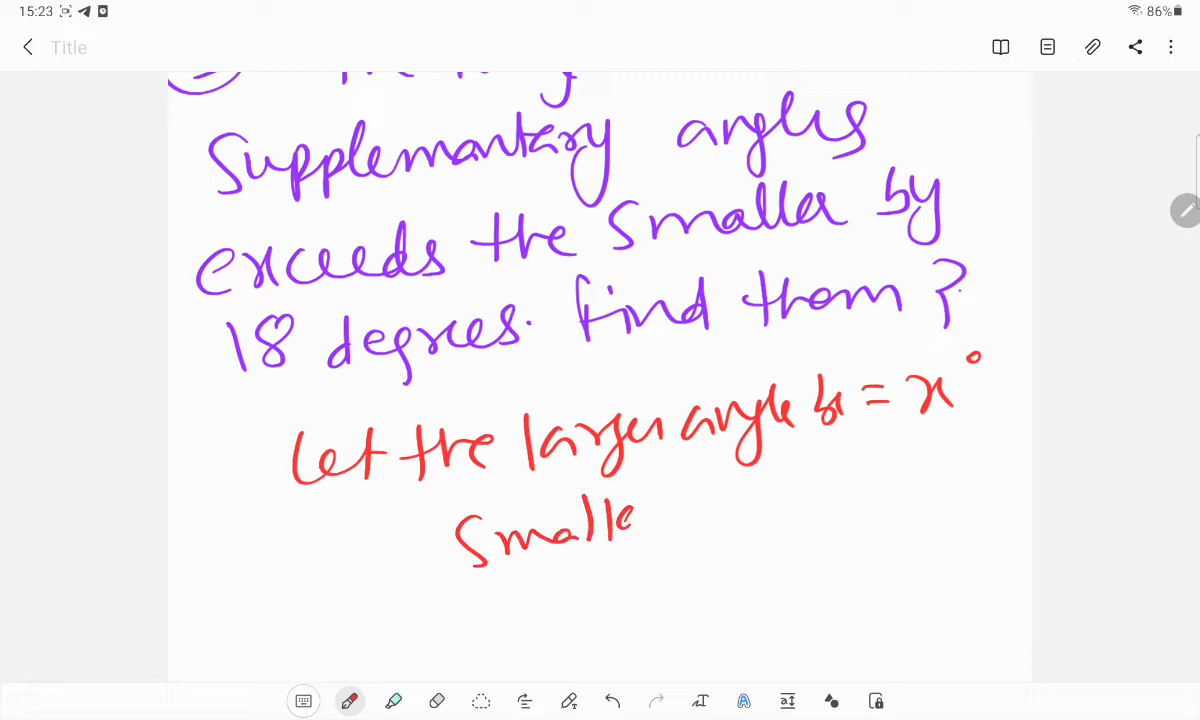 15:23 86%
Title
Supplemantary angles
exceeds the smaller by
18 degrees. find them?
Let the larger angle be = x°
Smalle